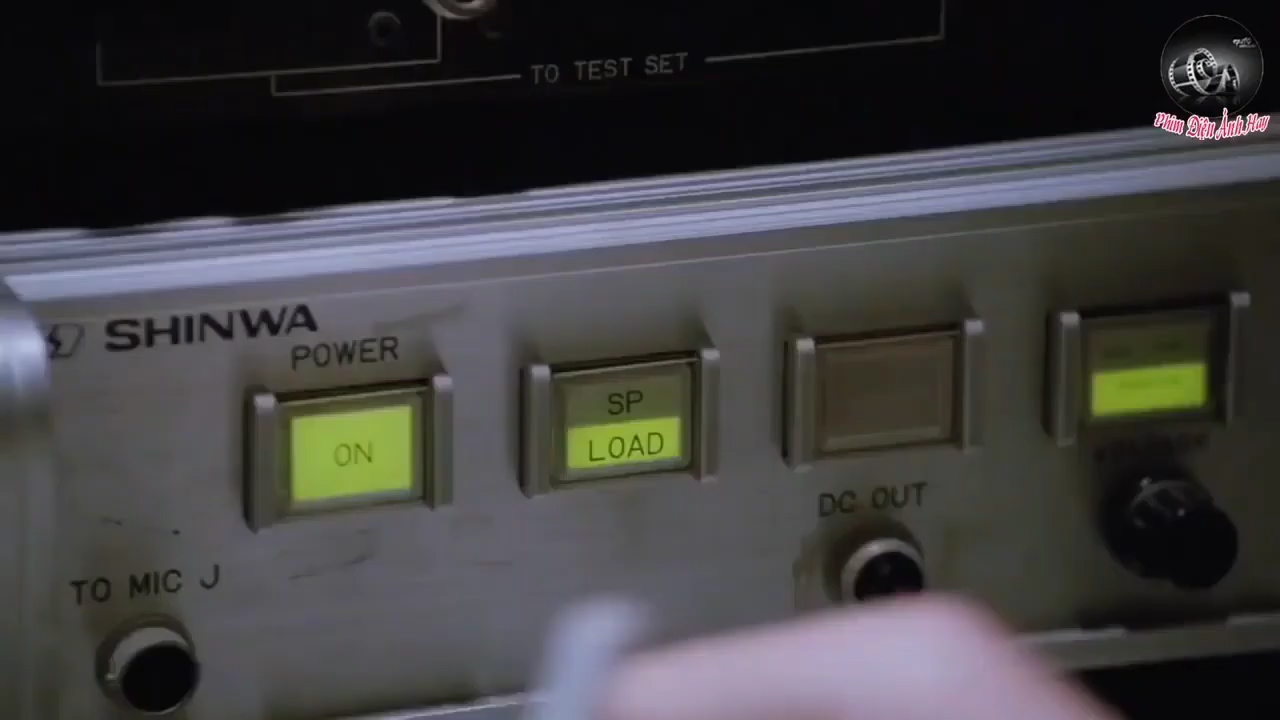 TO TEST SET
Phim Điện Ảnh Hay
SHINWA
POWER
ON
SP
LOAD
DC OUT
TO MIC J